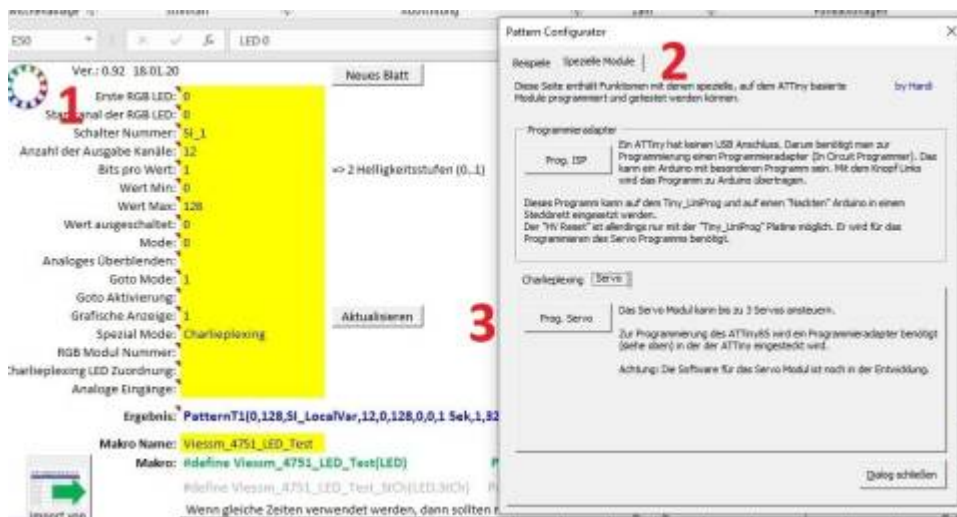 E50
LED 0
Ver.: 0.92 18.01.20
Neues Blatt
1
Erste RGB LED: 0
Startkanal der RGB LED: 0
Schalter Nummer: SI_1
Anzahl der Ausgabe Kanäle: 12
Bits pro Wert: 1
=> 2 Helligkeitsstufen (0..1)
Wert Min: 0
Wert Max: 128
Wert ausgeschaltet: 0
Mode: 0
Analoges Überblenden:
Goto Mode: 1
Goto Aktivierung:
Grafische Anzeige: 1
Aktualisieren
Spezial Mode: Charlieplexing
RGB Modul Nummer:
Charlieplexing LED Zuordnung:
Analoge Eingänge:
Ergebnis: PatternT1(0,128,SI_LocalVar,12,0,128,0,0,1 Sek,1,32
Makro Name: Viessm_4751_LED_Test
Makro: #define Viessm_4751_LED_Test(LED)
#define Viessm_4751_LED_Test_StCh(LED,StCh)
Wenn gleiche Zeiten verwendet werden, dann sollten
Import von
Pattern Configurator
Beispiele Spezielle Module
2
Diese Seite enthält Funktionen mit denen spezielle, auf dem ATTiny basierte
Module programmiert und getestet werden können.
by Hardi
Programmieradapter
Prog. ISP
Ein ATTiny hat keinen USB Anschluss. Darum benötigt man zur
Programmierung einen Programmieradapter (In Circuit Programmer). Das
kann ein Arduino mit besonderen Programm sein. Mit dem Knopf Links
wird das Programm zu Arduino übertragen.
Dieses Programm kann auf dem Tiny_UniProg und auf einen "Nackten" Arduino in einem
Steckbrett eingesetzt werden.
Der "HV Reset" ist allerdings nur mit der "Tiny_UniProg" Platine möglich. Er wird für das
Programmieren des Servo Programms benötigt.
Charlieplexing Servo
3
Prog. Servo
Das Servo Modul kann bis zu 3 Servos ansteuern.
Zur Programmierung des ATTiny85 wird ein Programmieradapter benötigt
(siehe oben) in der der ATTiny eingesteckt wird.
Achtung: Die Software für das Servo Modul ist noch in der Entwicklung.
Dialog schließen